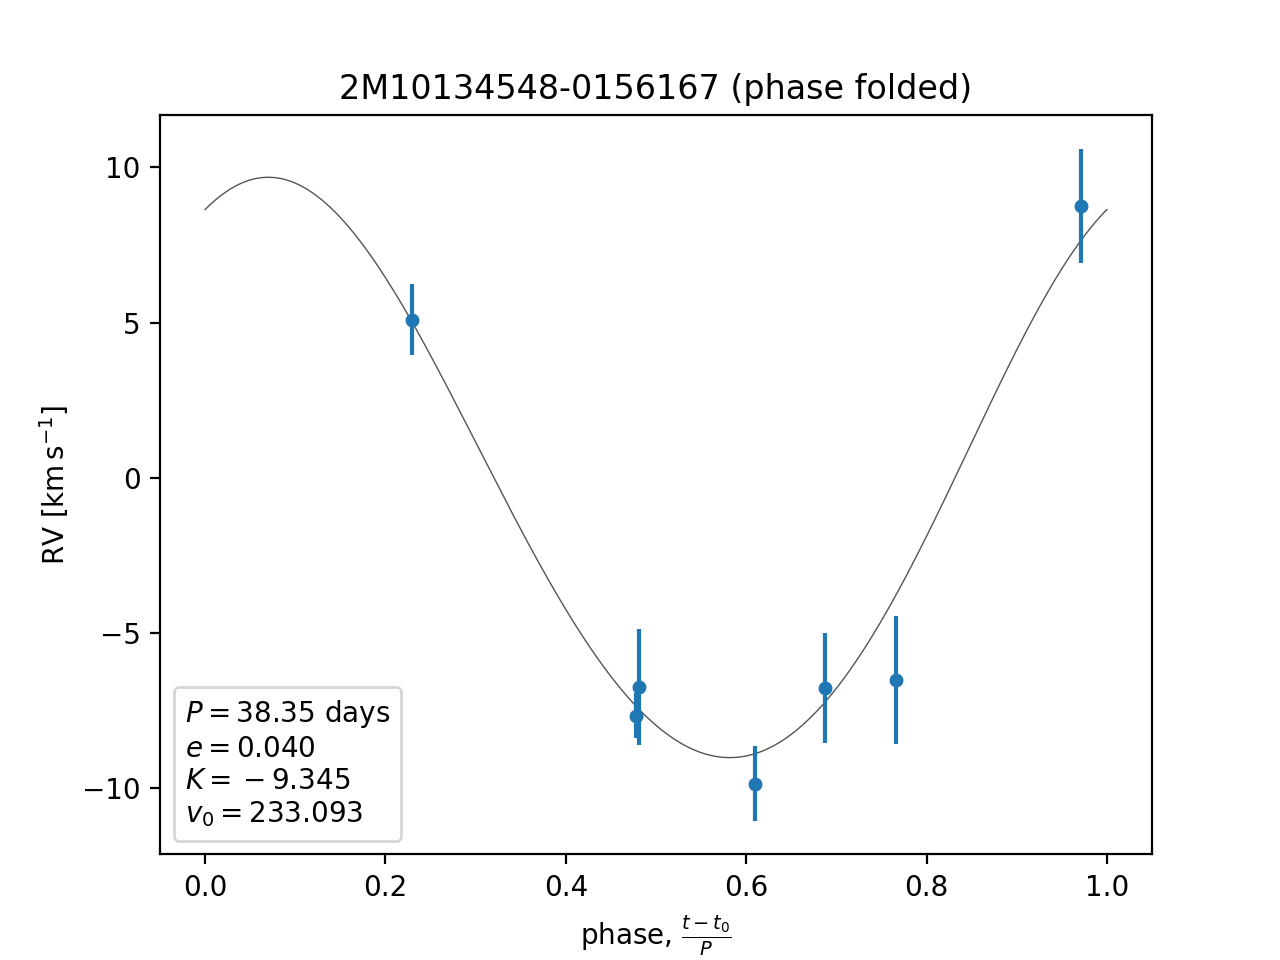 2M10134548-0156167 (phase folded)
10
5
0
−5
−10
RV [km s⁻¹]
P = 38.35 days
e = 0.040
K = −9.345
v₀ = 233.093
0.0 0.2 0.4 0.6 0.8 1.0
phase, (t − t₀)/P